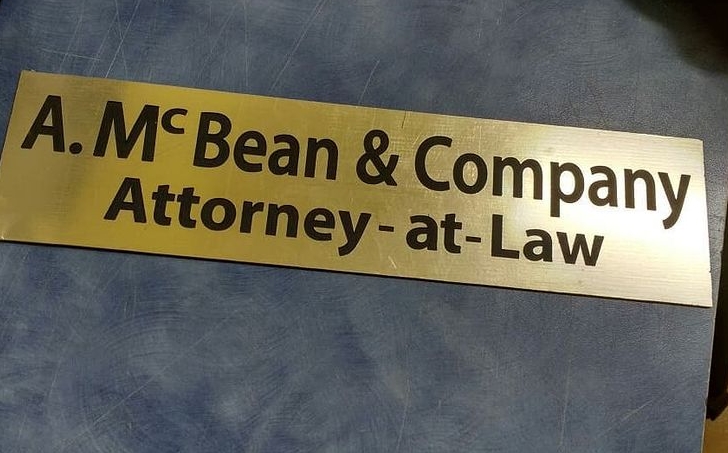 A. McBean & Company
Attorney-at-Law